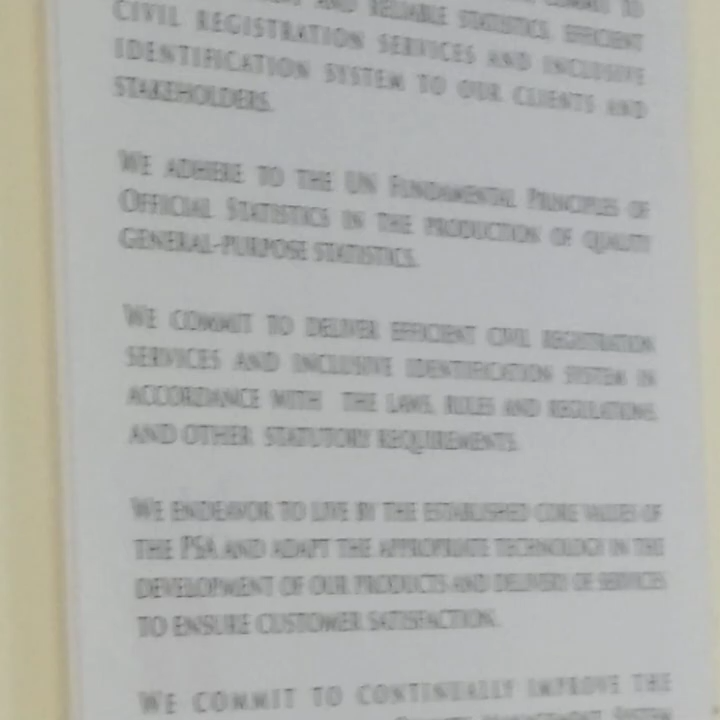 AND RELIABLE STATISTICS, EFFICIENT
CIVIL REGISTRATION SERVICES AND INCLUSIVE
IDENTIFICATION SYSTEM TO OUR CLIENTS AND
STAKEHOLDERS.
WE ADHERE TO THE UN FUNDAMENTAL PRINCIPLES OF
OFFICIAL STATISTICS IN THE PRODUCTION OF QUALITY
GENERAL-PURPOSE STATISTICS.
WE COMMIT TO DELIVER EFFICIENT CIVIL REGISTRATION
SERVICES AND INCLUSIVE IDENTIFICATION SYSTEM IN
ACCORDANCE WITH THE LAWS, RULES AND REGULATIONS,
AND OTHER STATUTORY REQUIREMENTS.
WE ENDEAVOR TO LIVE BY THE ESTABLISHED CORE VALUES OF
THE PSA AND ADAPT THE APPROPRIATE TECHNOLOGY IN THE
DEVELOPMENT OF OUR PRODUCTS AND DELIVERY OF SERVICES
TO ENSURE CUSTOMER SATISFACTION.
WE COMMIT TO CONTINUALLY IMPROVE THE